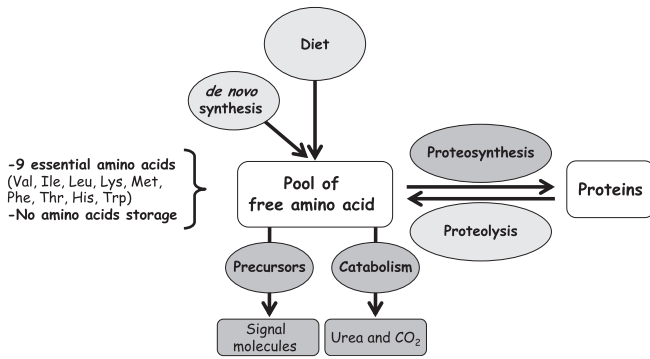 Diet
de novo
synthesis
-9 essential amino acids
(Val, Ile, Leu, Lys, Met,
Phe, Thr, His, Trp)
-No amino acids storage
Pool of
free amino acid
Proteosynthesis
Proteolysis
Proteins
Precursors
Catabolism
Signal
molecules
Urea and CO₂